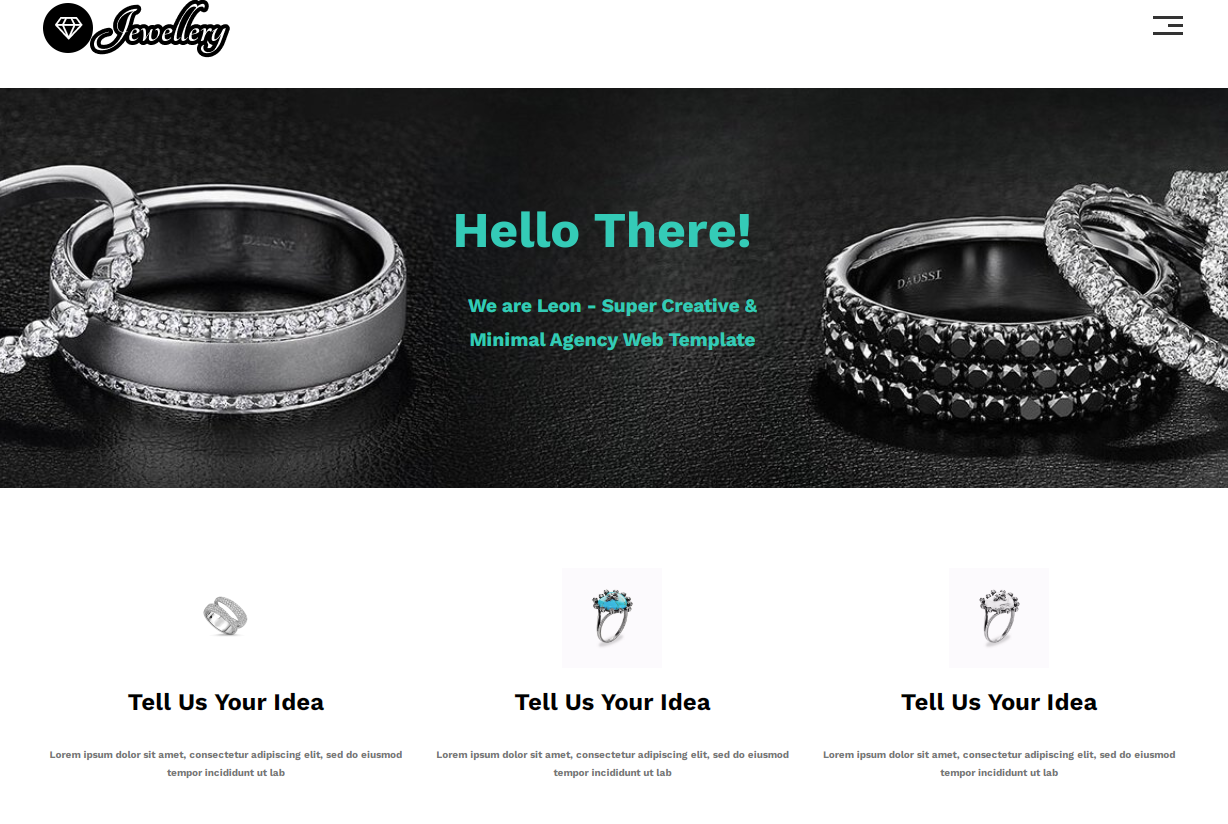 Jewellery
DAUSSI
Hello There!
DAUSSI
We are Leon - Super Creative &
Minimal Agency Web Template
Tell Us Your Idea
Tell Us Your Idea
Tell Us Your Idea
Lorem ipsum dolor sit amet, consectetur adipiscing elit, sed do eiusmod
tempor incididunt ut lab
Lorem ipsum dolor sit amet, consectetur adipiscing elit, sed do eiusmod
tempor incididunt ut lab
Lorem ipsum dolor sit amet, consectetur adipiscing elit, sed do eiusmod
tempor incididunt ut lab